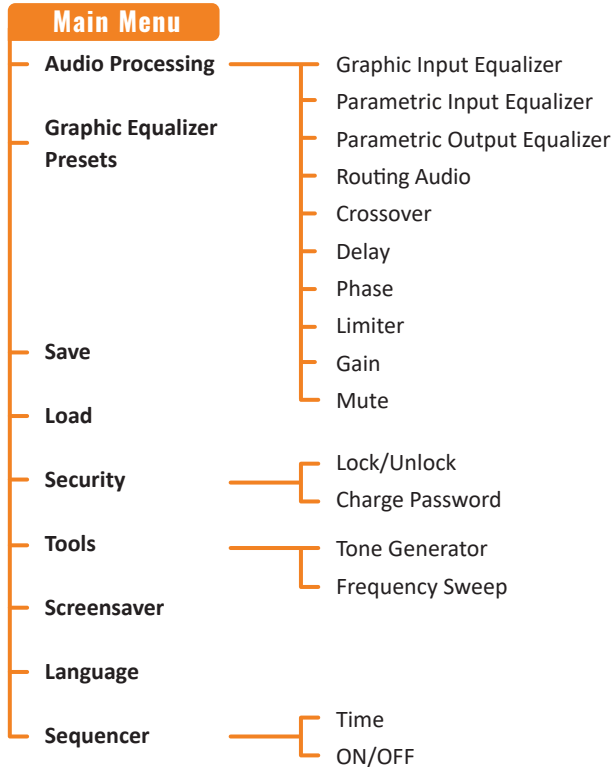 Main Menu
Audio Processing
Graphic Input Equalizer
Parametric Input Equalizer
Parametric Output Equalizer
Routing Audio
Crossover
Delay
Phase
Limiter
Gain
Mute
Graphic Equalizer
Presets
Save
Load
Security
Lock/Unlock
Charge Password
Tools
Tone Generator
Frequency Sweep
Screensaver
Language
Sequencer
Time
ON/OFF